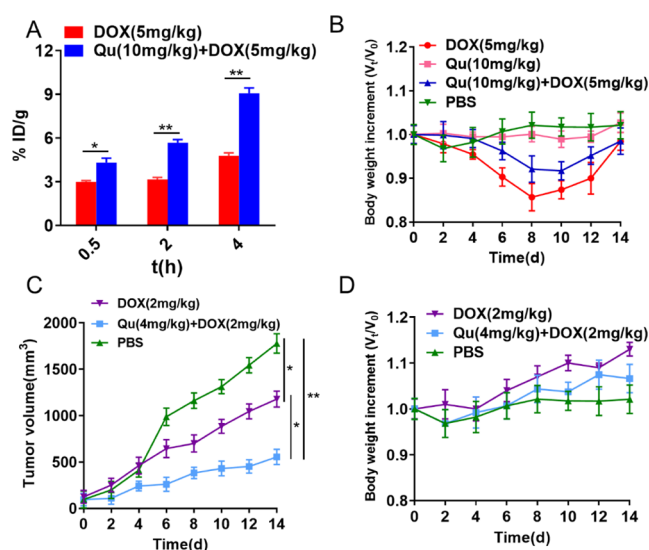 A
DOX(5mg/kg)
Qu(10mg/kg)+DOX(5mg/kg)
% ID/g
12
9
6
3
0
*
**
**
0.5
2
4
t(h)
B
DOX(5mg/kg)
Qu(10mg/kg)
Qu(10mg/kg)+DOX(5mg/kg)
PBS
Body weight increment (Vt/V0)
1.2
1.1
1.0
0.9
0.8
0 2 4 6 8 10 12 14
Time(d)
C
DOX(2mg/kg)
Qu(4mg/kg)+DOX(2mg/kg)
PBS
Tumor volume(mm³)
2000
1500
1000
500
0
0 2 4 6 8 10 12 14
Time(d)
*
*
**
D
DOX(2mg/kg)
Qu(4mg/kg)+DOX(2mg/kg)
PBS
Body weight increment (Vt/V0)
1.2
1.1
1.0
0.9
0.8
0 2 4 6 8 10 12 14
Time(d)